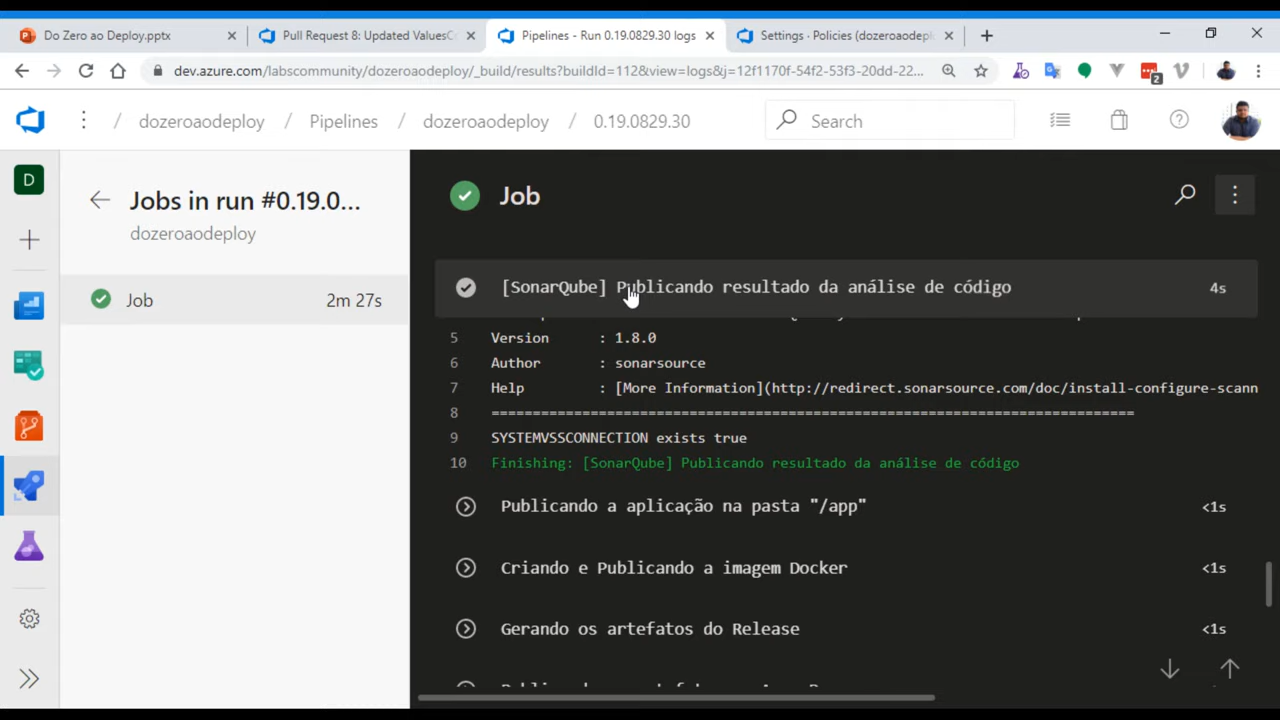 Do Zero ao Deploy.pptx
Pull Request 8: Updated ValuesC
Pipelines - Run 0.19.0829.30 logs
Settings · Policies (dozeroaodepl
dev.azure.com/labscommunity/dozeroaodeploy/_build/results?buildId=112&view=logs&j=12f1170f-54f2-53f3-20dd-22...
2
/ dozeroaodeploy / Pipelines / dozeroaodeploy / 0.19.0829.30
Search
D
Jobs in run #0.19.0...
dozeroaodeploy
Job 2m 27s
Job
[SonarQube] Publicando resultado da análise de código 4s
5 Version : 1.8.0
6 Author : sonarsource
7 Help : [More Information](http://redirect.sonarsource.com/doc/install-configure-scann
8 ==============================================================================
9 SYSTEMVSSCONNECTION exists true
10 Finishing: [SonarQube] Publicando resultado da análise de código
Publicando a aplicação na pasta "/app" <1s
Criando e Publicando a imagem Docker <1s
Gerando os artefatos do Release <1s